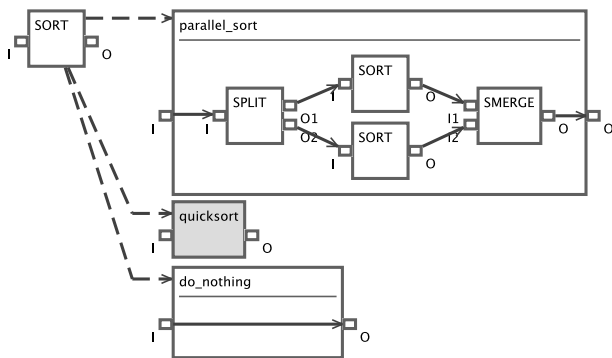 SORT
I
O
parallel_sort
I
I
SPLIT
O1
O2
I
SORT
O
I
SORT
O
I1
I2
SMERGE
O
O
quicksort
I
O
do_nothing
I
O